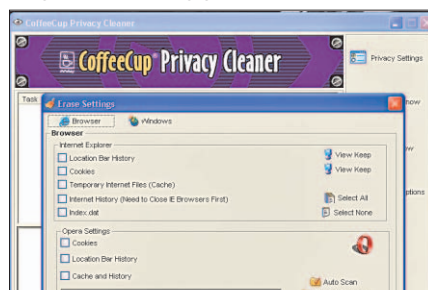 CoffeeCup Privacy Cleaner
CoffeeCup Privacy Cleaner
Privacy Settings
Task
Erase Settings
now
Browser
Windows
Browser
Internet Explorer
Location Bar History
View Keep
Cookies
View Keep
Temporary Internet Files (Cache)
Internet History (Need to Close IE Browsers First)
Select All
Index.dat
Select None
ptions
Opera Settings
Cookies
Location Bar History
Cache and History
Auto Scan